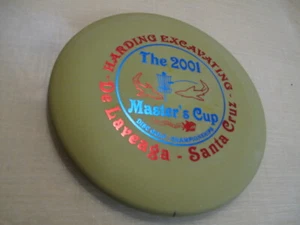 HARDING EXCAVATING
The 2001
Master's Cup
De Laveaga - Santa Cruz